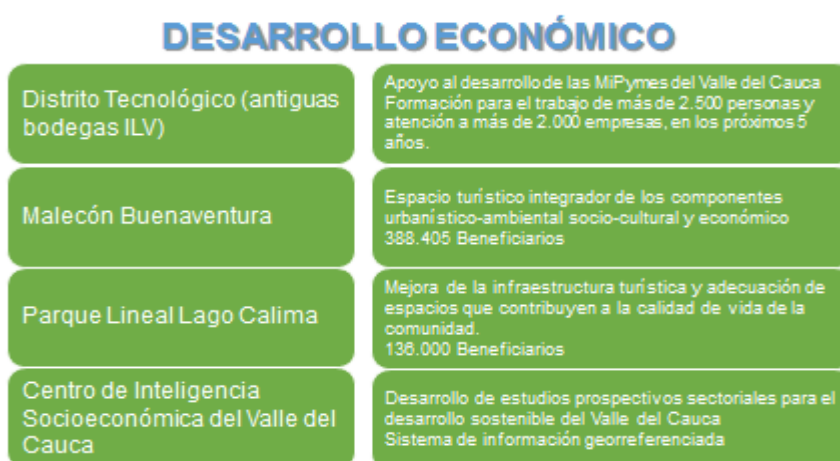 DESARROLLO ECONÓMICO
Distrito Tecnológico (antiguas
bodegas ILV)
Apoyo al desarrollo de las MiPymes del Valle del Cauca
Formación para el trabajo de más de 2.500 personas y
atención a más de 2.000 empresas, en los próximos 5
años.
Malecón Buenaventura
Espacio turístico integrador de los componentes
urbanístico-ambiental socio-cultural y económico
388.405 Beneficiarios
Parque Lineal Lago Calima
Mejora de la infraestructura turística y adecuación de
espacios que contribuyen a la calidad de vida de la
comunidad.
136.000 Beneficiarios
Centro de Inteligencia
Socioeconómica del Valle del
Cauca
Desarrollo de estudios prospectivos sectoriales para el
desarrollo sostenible del Valle del Cauca
Sistema de información georreferenciada